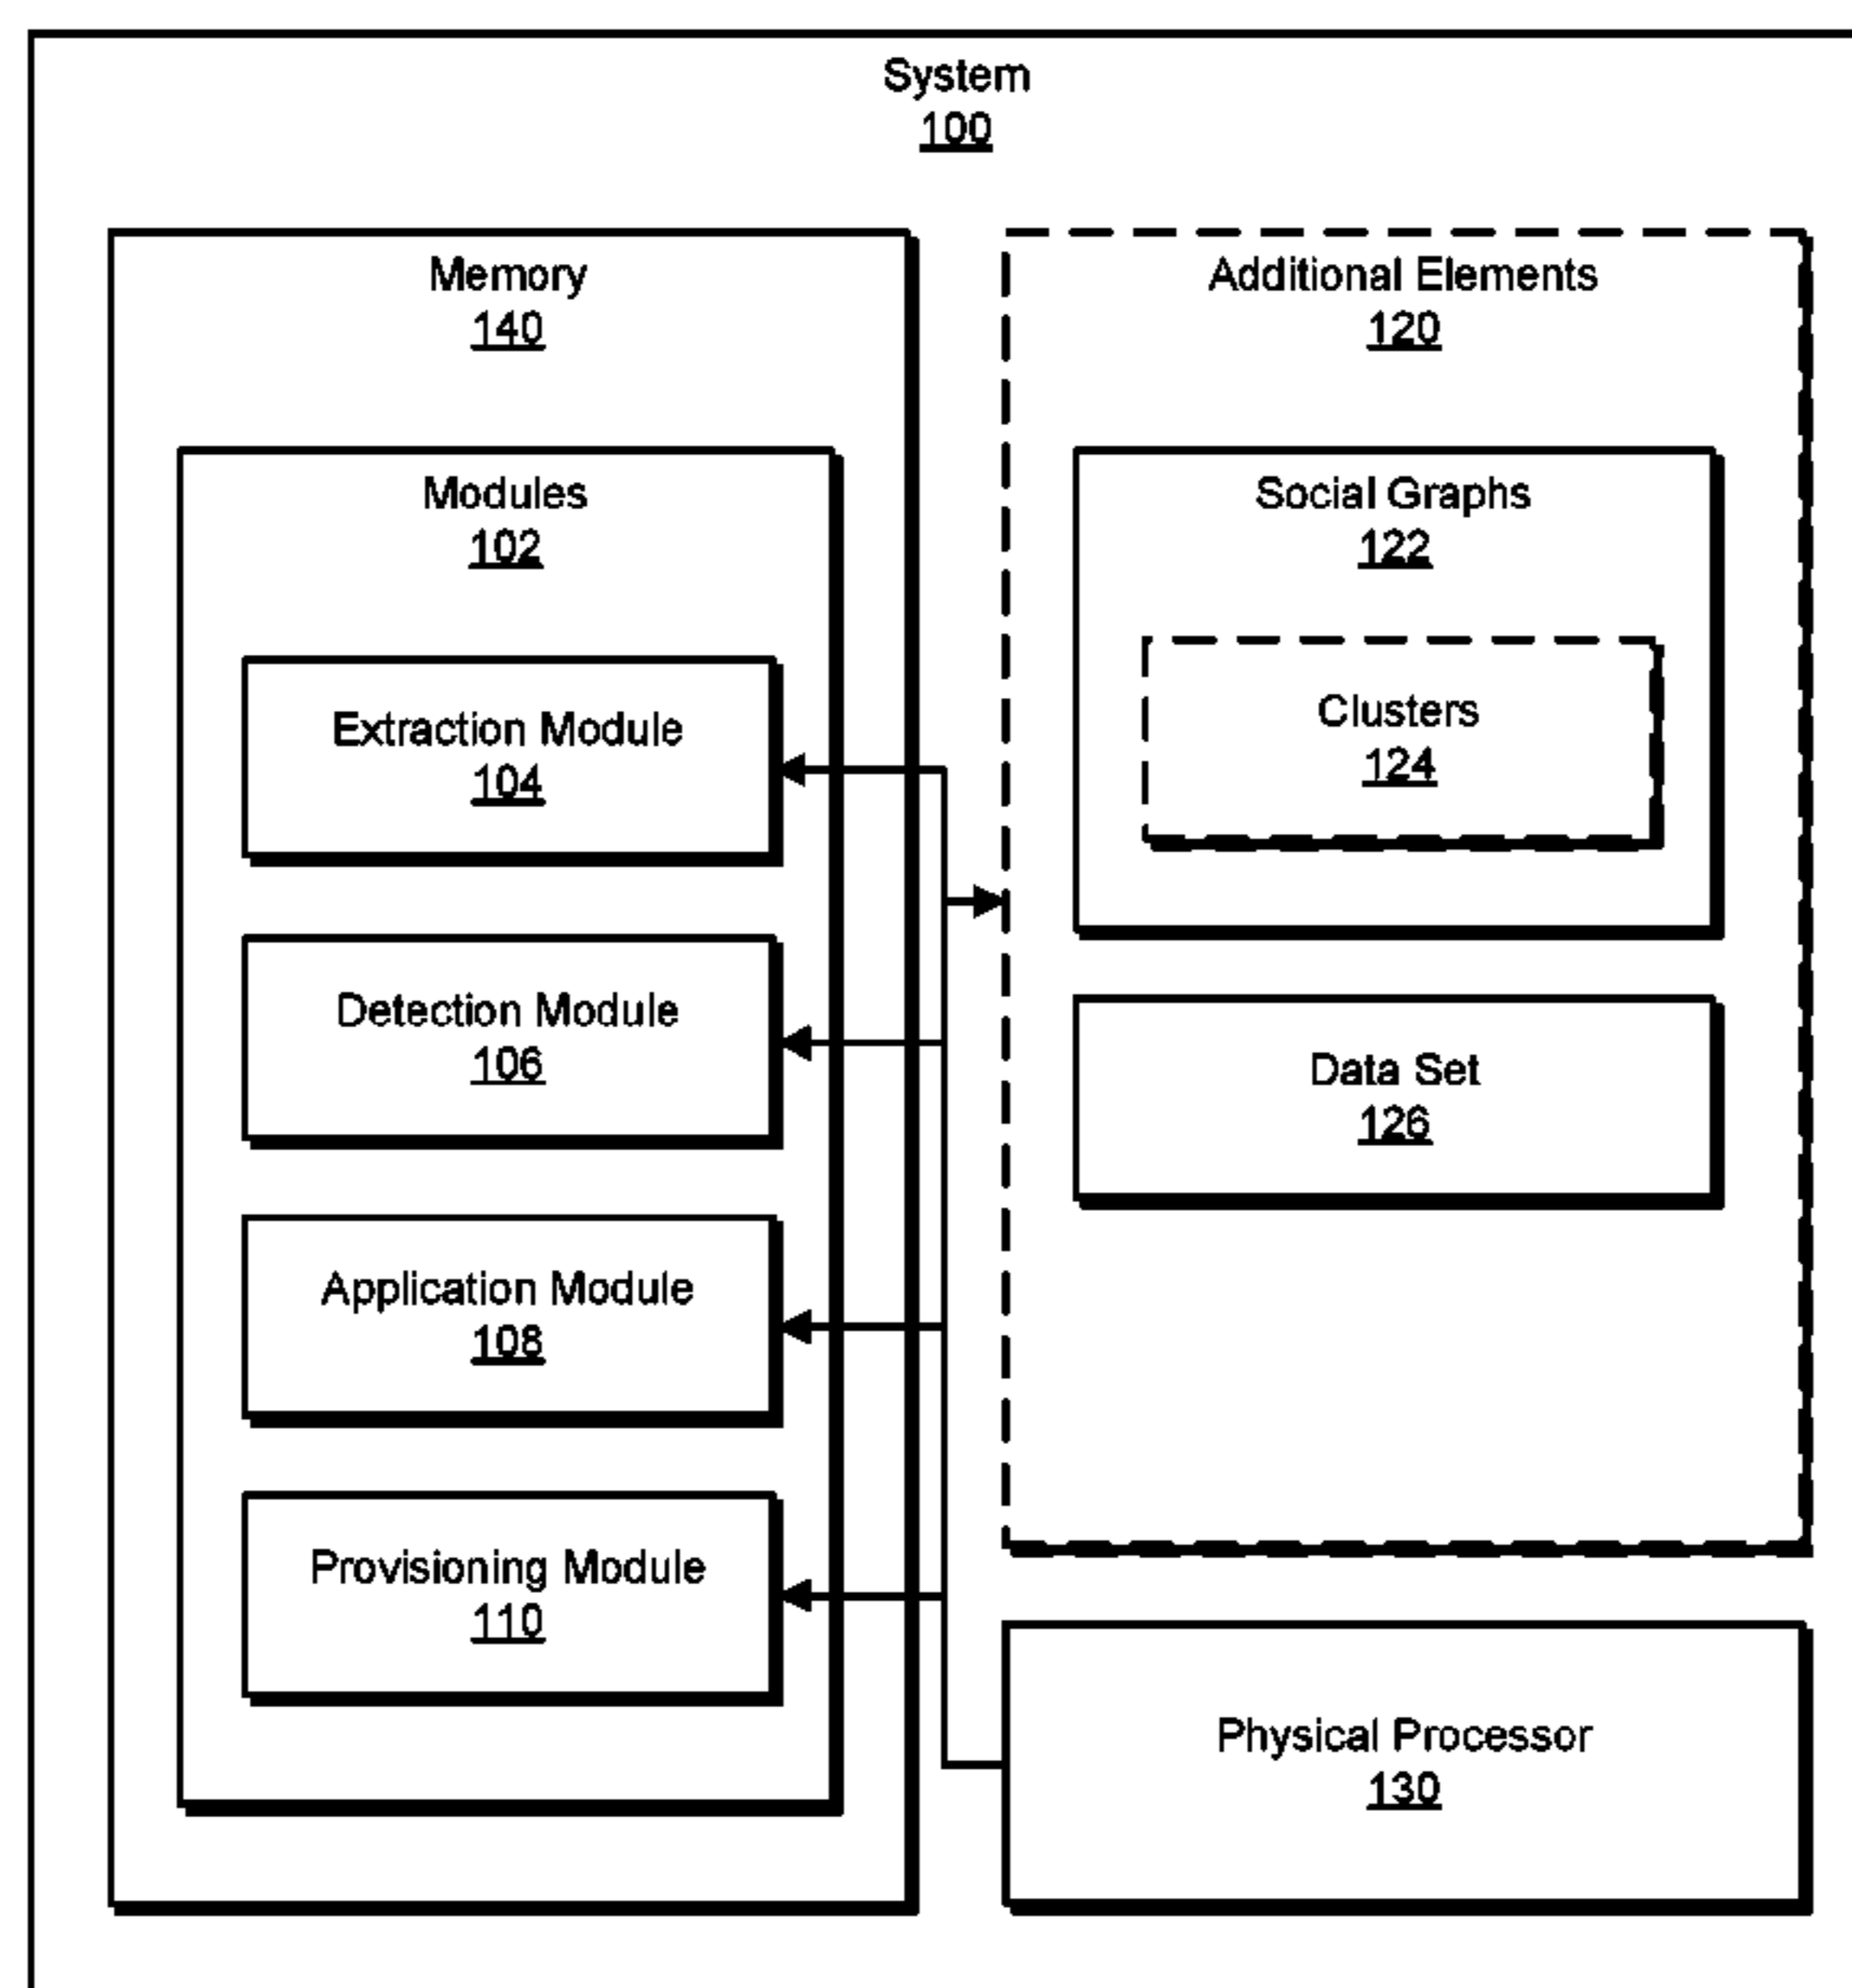 System
100
Memory
140
Modules
102
Extraction Module
104
Detection Module
106
Application Module
108
Provisioning Module
110
Additional Elements
120
Social Graphs
122
Clusters
124
Data Set
126
Physical Processor
130